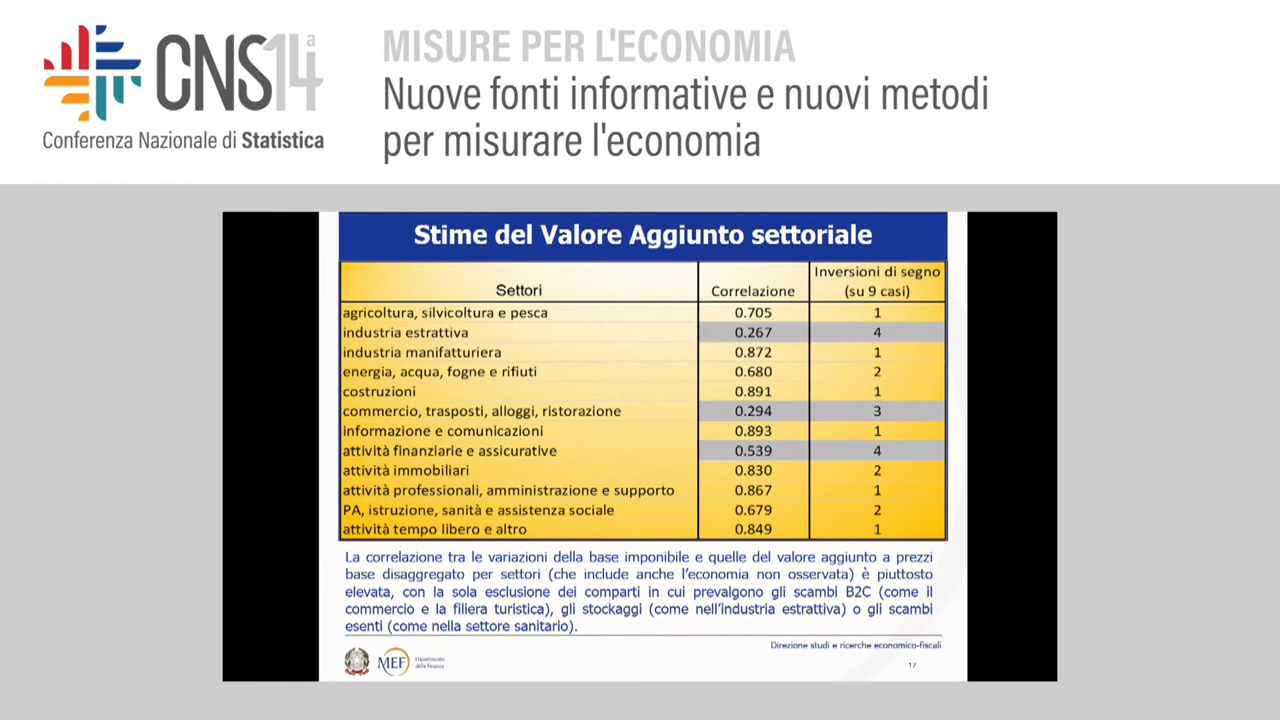 CNS14ª
Conferenza Nazionale di Statistica
MISURE PER L'ECONOMIA
Nuove fonti informative e nuovi metodi
per misurare l'economia
Stime del Valore Aggiunto settoriale
Settori Correlazione Inversioni di segno (su 9 casi)
agricoltura, silvicoltura e pesca 0.705 1
industria estrattiva 0.267 4
industria manifatturiera 0.872 1
energia, acqua, fogne e rifiuti 0.680 2
costruzioni 0.891 1
commercio, trasposti, alloggi, ristorazione 0.294 3
informazione e comunicazioni 0.893 1
attività finanziarie e assicurative 0.539 4
attività immobiliari 0.830 2
attività professionali, amministrazione e supporto 0.867 1
PA, istruzione, sanità e assistenza sociale 0.679 2
attività tempo libero e altro 0.849 1
La correlazione tra le variazioni della base imponibile e quelle del valore aggiunto a prezzi
base disaggregato per settori (che include anche l'economia non osservata) è piuttosto
elevata, con la sola esclusione dei comparti in cui prevalgono gli scambi B2C (come il
commercio e la filiera turistica), gli stockaggi (come nell'industria estrattiva) o gli scambi
esenti (come nella settore sanitario).
Direzione studi e ricerche economico-fiscali
MEF Dipartimento
delle Finanze